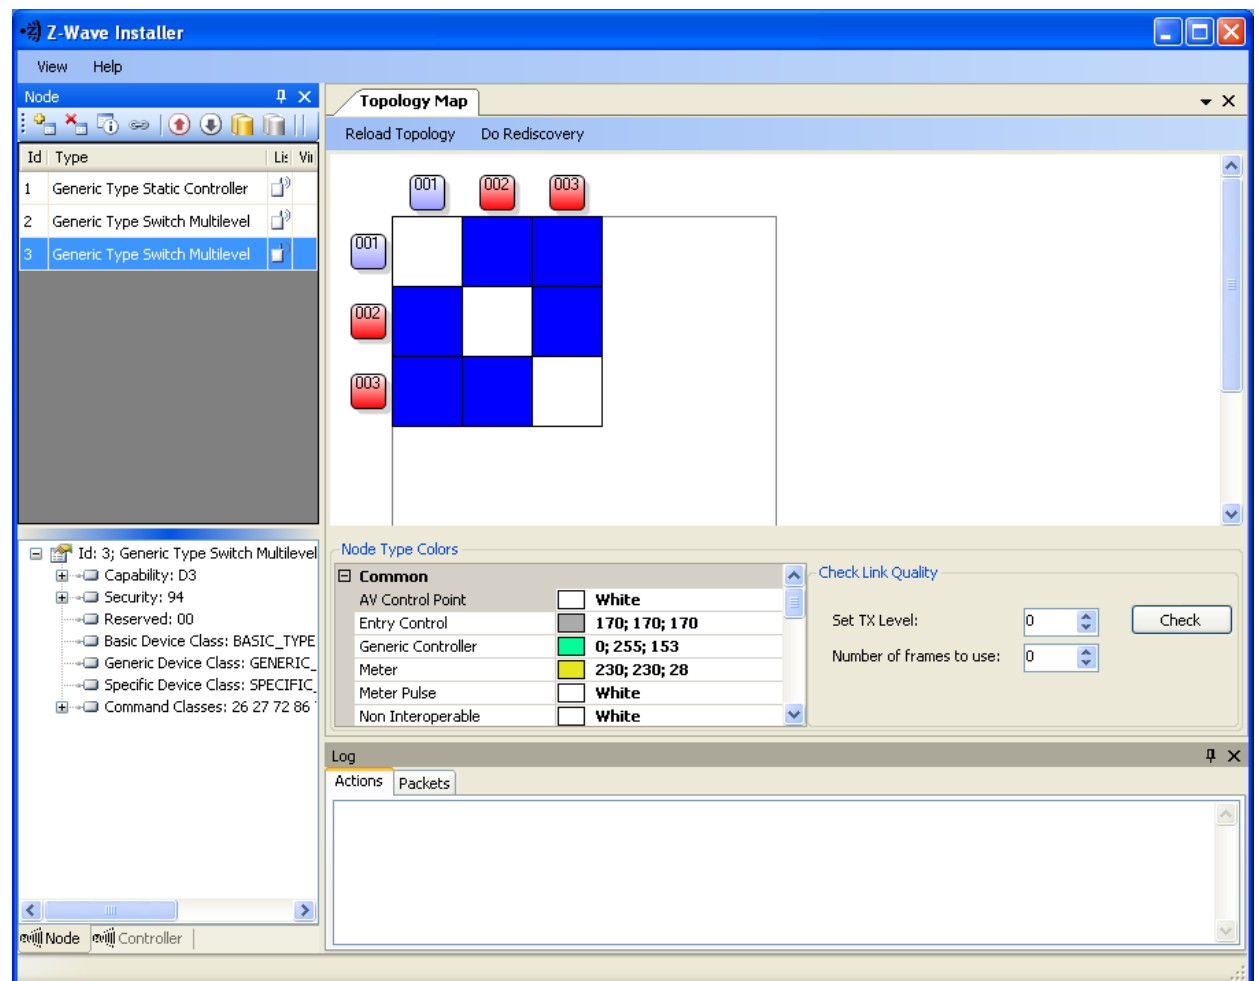 Z-Wave Installer
View Help
Node
Id Type Lis Vii
1 Generic Type Static Controller
2 Generic Type Switch Multilevel
3 Generic Type Switch Multilevel
Id: 3; Generic Type Switch Multilevel
Capability: D3
Security: 94
Reserved: 00
Basic Device Class: BASIC_TYPE
Generic Device Class: GENERIC_
Specific Device Class: SPECIFIC_
Command Classes: 26 27 72 86
Node Controller
Topology Map
Reload Topology Do Rediscovery
001 002 003
001
002
003
Node Type Colors
Common
AV Control Point White
Entry Control 170; 170; 170
Generic Controller 0; 255; 153
Meter 230; 230; 28
Meter Pulse White
Non Interoperable White
Check Link Quality
Set TX Level: 0 Check
Number of frames to use: 0
Log
Actions Packets